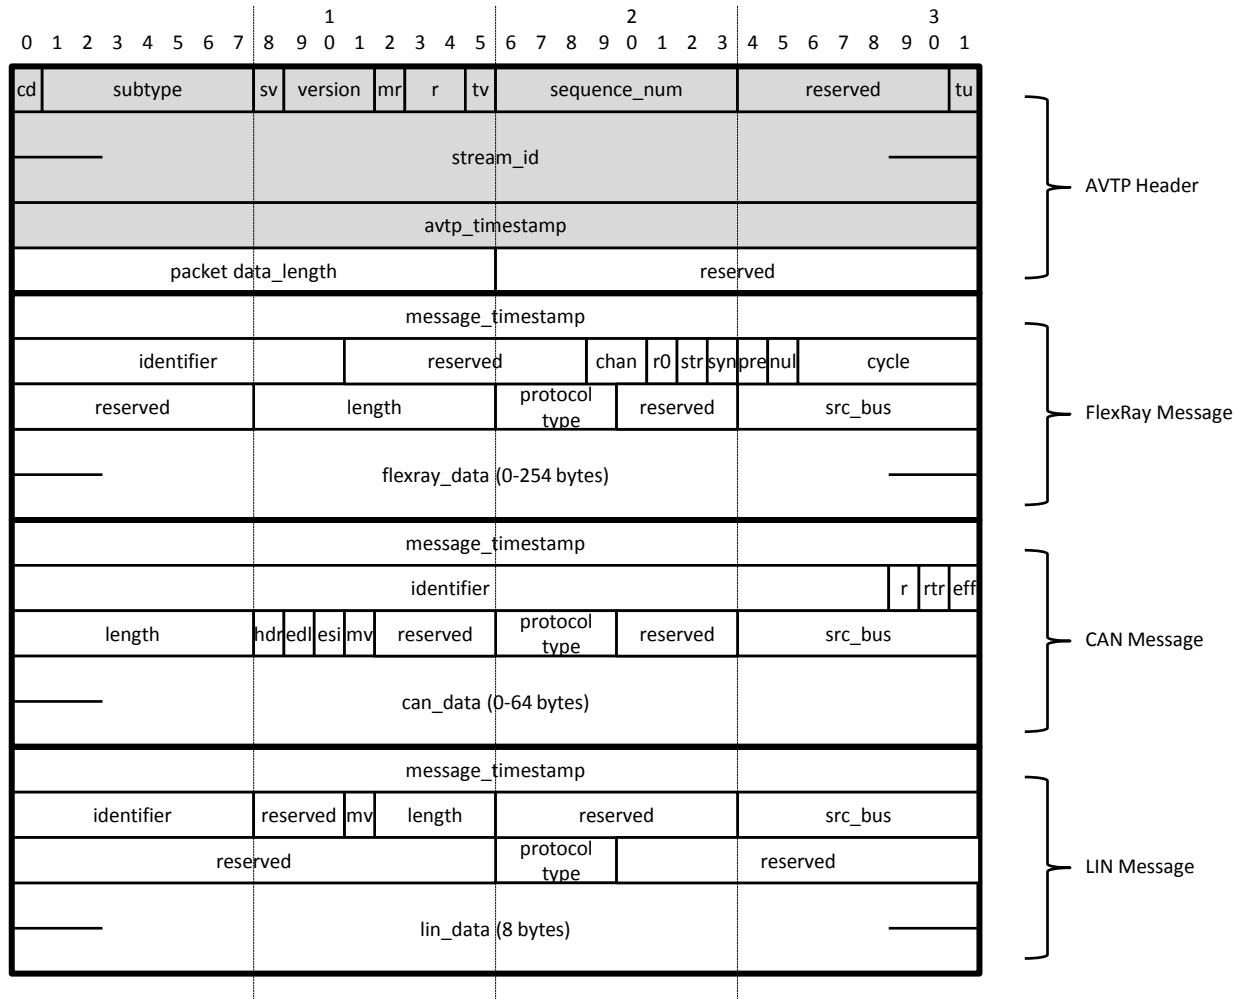 1 2 3
0 1 2 3 4 5 6 7 8 9 0 1 2 3 4 5 6 7 8 9 0 1 2 3 4 5 6 7 8 9 0 1
cd subtype sv version mr r tv sequence_num reserved tu
stream_id
AVTP Header
avtp_timestamp
packet data_length reserved
message_timestamp
identifier reserved chan r0 str syn pre nul cycle
reserved length protocol type reserved src_bus
FlexRay Message
flexray_data (0-254 bytes)
message_timestamp
identifier r rtr eff
length hdr edl esi mv reserved protocol type reserved src_bus
CAN Message
can_data (0-64 bytes)
message_timestamp
identifier reserved mv length reserved src_bus
reserved protocol type reserved
LIN Message
lin_data (8 bytes)